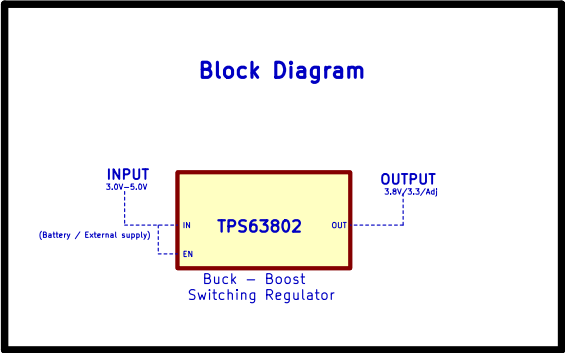 Block Diagram
INPUT
3.0V-5.0V
OUTPUT
3.8V/3.3/Adj
IN
TPS63802
OUT
(Battery / External supply)
EN
Buck - Boost
Switching Regulator